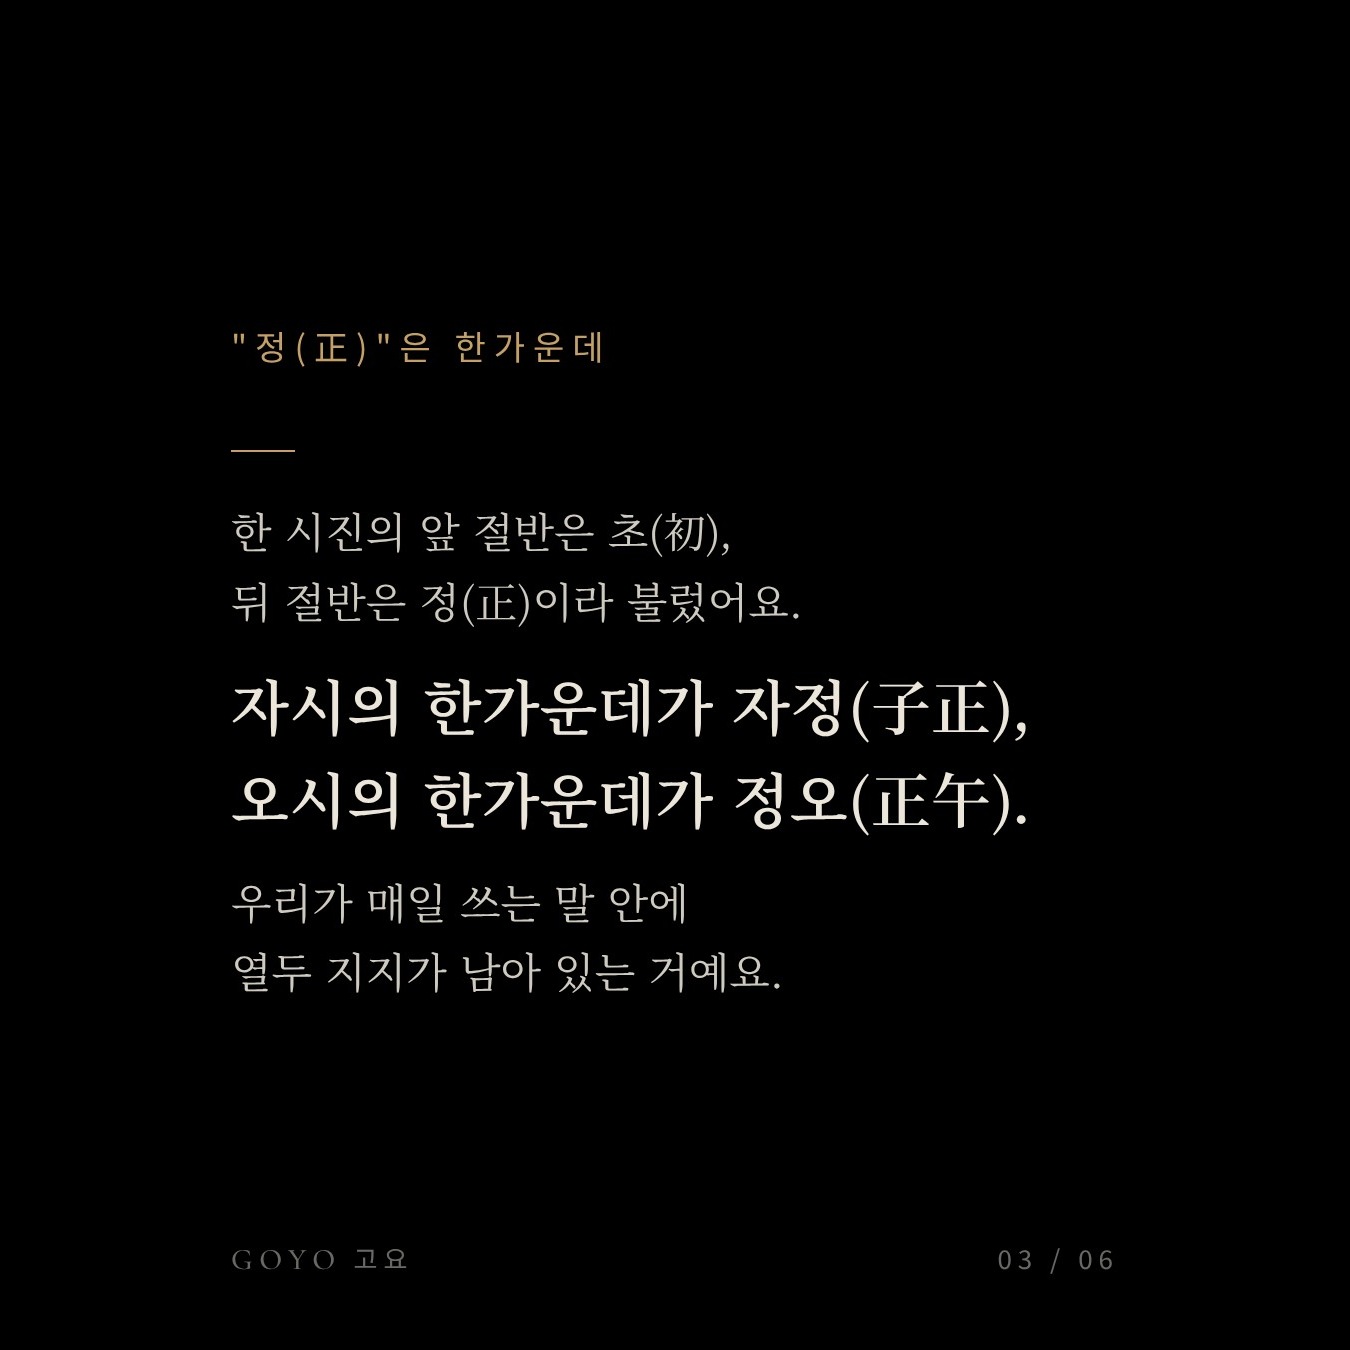 "정(正)"은 한가운데
한 시진의 앞 절반은 초(初),
뒤 절반은 정(正)이라 불렀어요.
자시의 한가운데가 자정(子正),
오시의 한가운데가 정오(正午).
우리가 매일 쓰는 말 안에
열두 지지가 남아 있는 거예요.
GOYO 고요
03 / 06